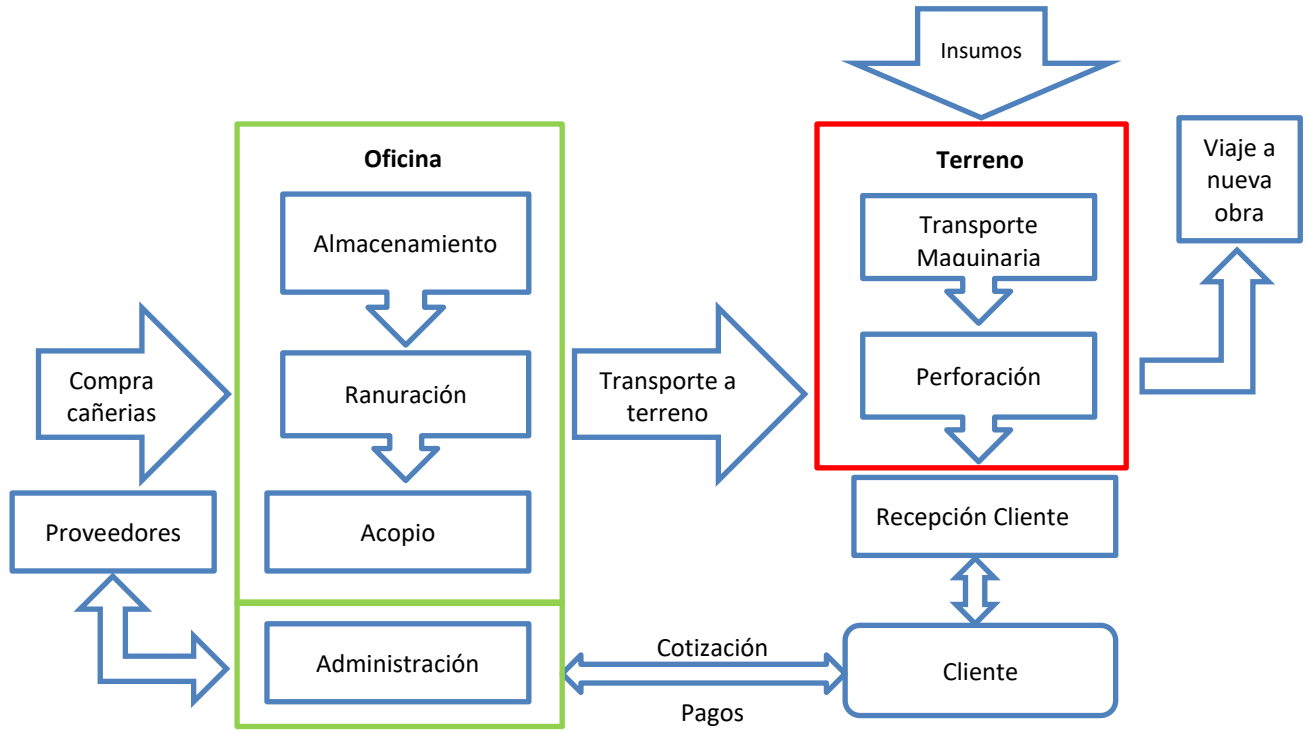 Insumos
Oficina
Almacenamiento
Ranuración
Acopio
Compra
cañerias
Transporte a
terreno
Terreno
Transporte
Maquinaria
Perforación
Viaje a
nueva
obra
Proveedores
Recepción Cliente
Administración
Cotización
Pagos
Cliente